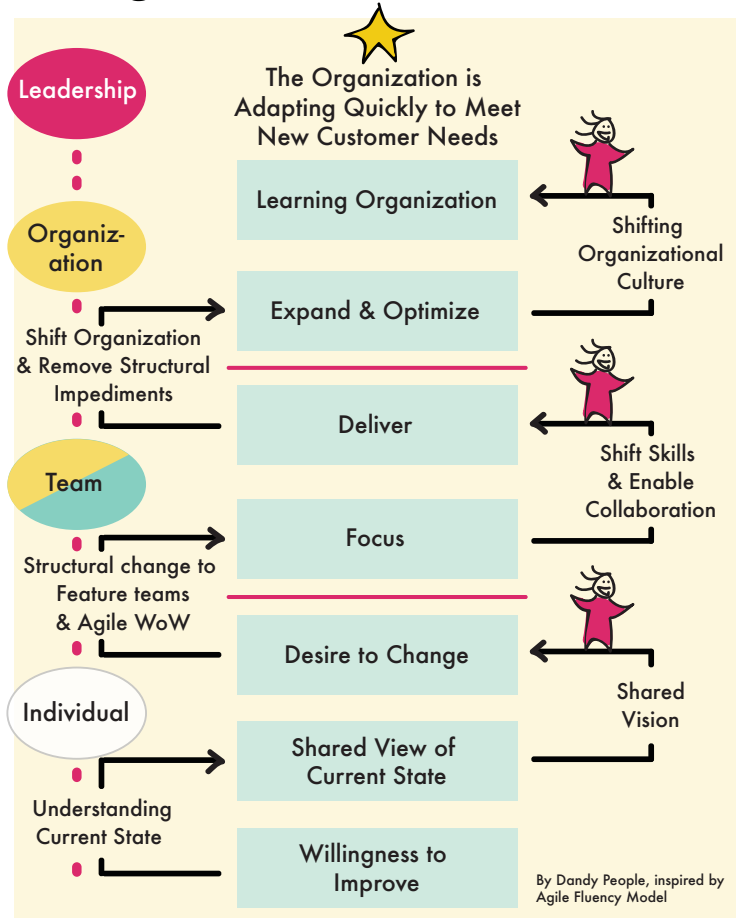 Leadership
The Organization is
Adapting Quickly to Meet
New Customer Needs
Learning Organization
Organiz-
ation
Shifting
Organizational
Culture
Expand & Optimize
Shift Organization
& Remove Structural
Impediments
Deliver
Team
Shift Skills
& Enable
Collaboration
Focus
Structural change to
Feature teams
& Agile WoW
Desire to Change
Individual
Shared
Vision
Shared View of
Current State
Understanding
Current State
Willingness to
Improve
By Dandy People, inspired by
Agile Fluency Model